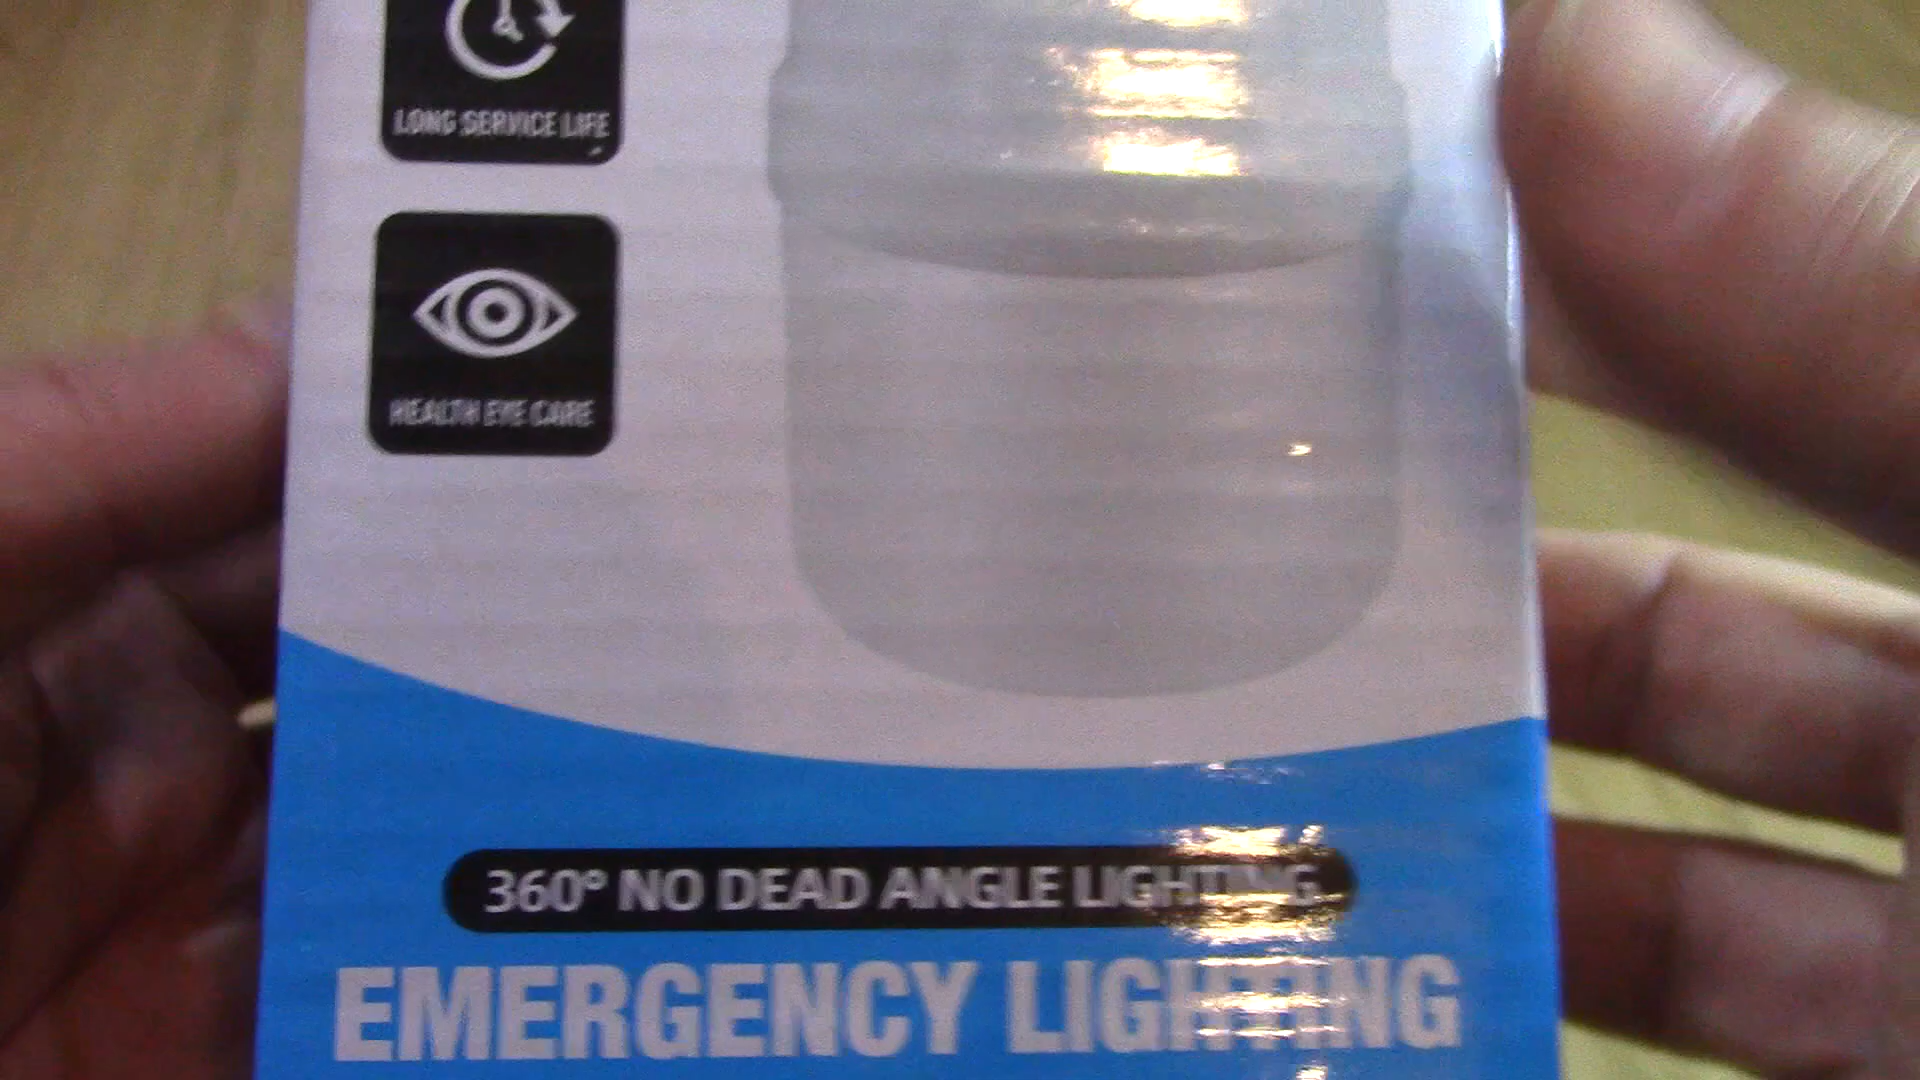 LONG SERVICE LIFE
HEALTH EYE CARE
360° NO DEAD ANGLE LIGHTING
EMERGENCY LIGHTING